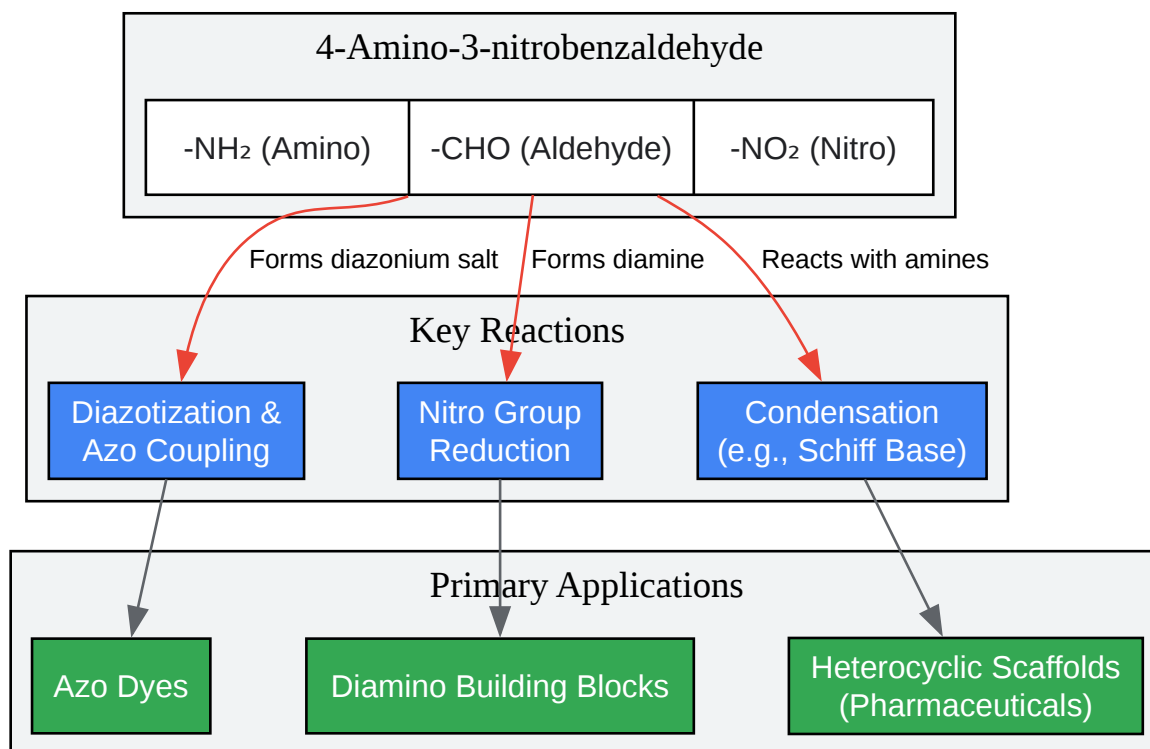 4-Amino-3-nitrobenzaldehyde
-NH₂ (Amino)
-CHO (Aldehyde)
-NO₂ (Nitro)
Forms diazonium salt
Forms diamine
Reacts with amines
Key Reactions
Diazotization &
Azo Coupling
Nitro Group
Reduction
Condensation
(e.g., Schiff Base)
Primary Applications
Azo Dyes
Diamino Building Blocks
Heterocyclic Scaffolds
(Pharmaceuticals)